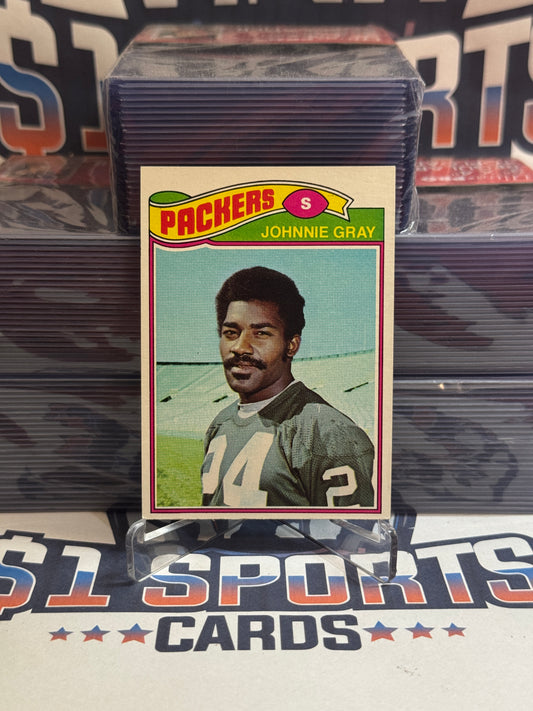 $1 SPORTS
PACKERS
S
JOHNNIE GRAY
24
2
$1 SPORTS
CARDS